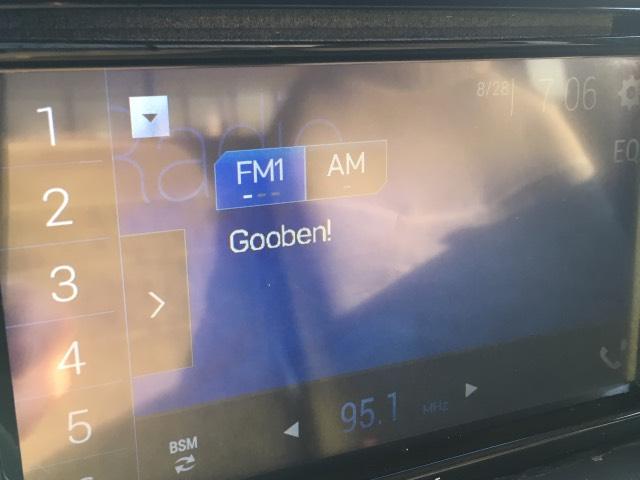 Radio
8/28 7:06
EQ
FM1 AM
Gooben!
1
2
3
4
5
95.1 MHz
BSM